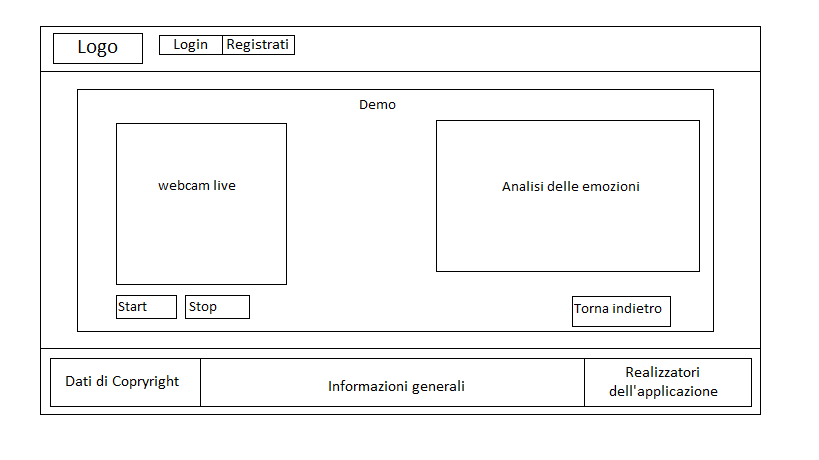 Logo
Login
Registrati
Demo
webcam live
Analisi delle emozioni
Start
Stop
Torna indietro
Dati di Copryright
Informazioni generali
Realizzatori
dell'applicazione